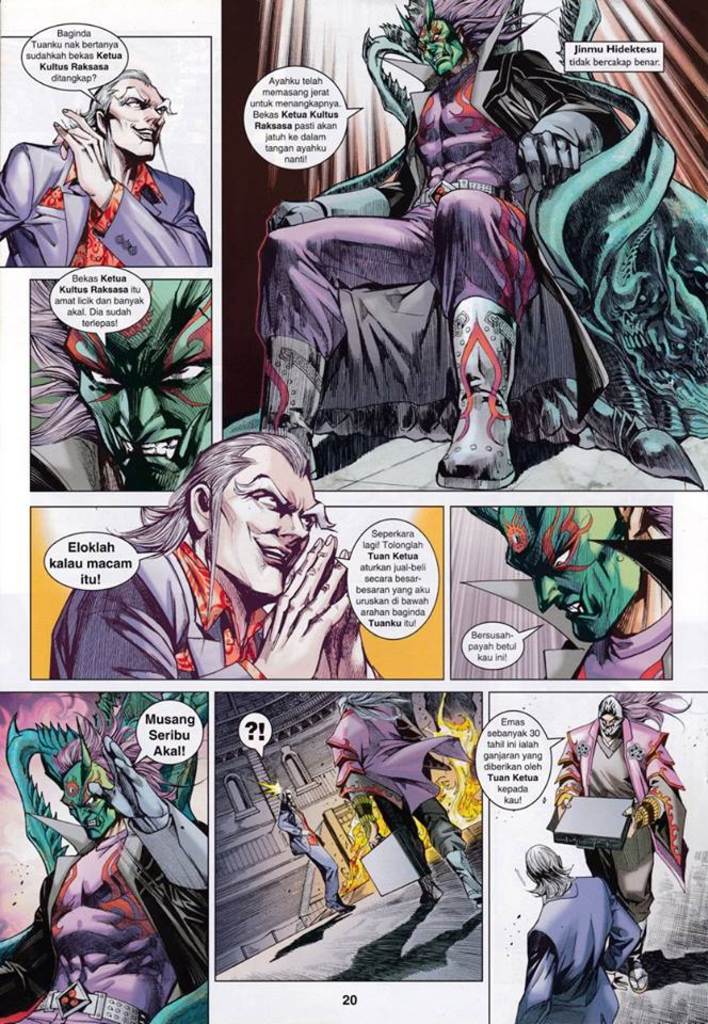 Baginda
Tuanku nak bertanya
sudahkah bekas Ketua
Kultus Raksasa
ditangkap?
Ayahku telah
memasang jerat
untuk menangkapnya.
Bekas Ketua Kultus
Raksasa pasti akan
jatuh ke dalam
tangan ayahku
nanti!
Jinmu Hidektesu
tidak bercakap benar.
Bekas Ketua
Kultus Raksasa itu
amat licik dan banyak
akal. Dia sudah
terlepas!
Eloklah
kalau macam
itu!
Seperkara
lagi! Tolonglah
Tuan Ketua
aturkan jual-beli
secara besar-
besaran yang aku
uruskan di bawah
arahan baginda
Tuanku itu!
Bersusah-
payah betul
kau ini!
Musang
Seribu
Akal!
?!
Emas
sebanyak 30
tahil ini ialah
ganjaran yang
diberikan oleh
Tuan Ketua
kepada
kau!
20